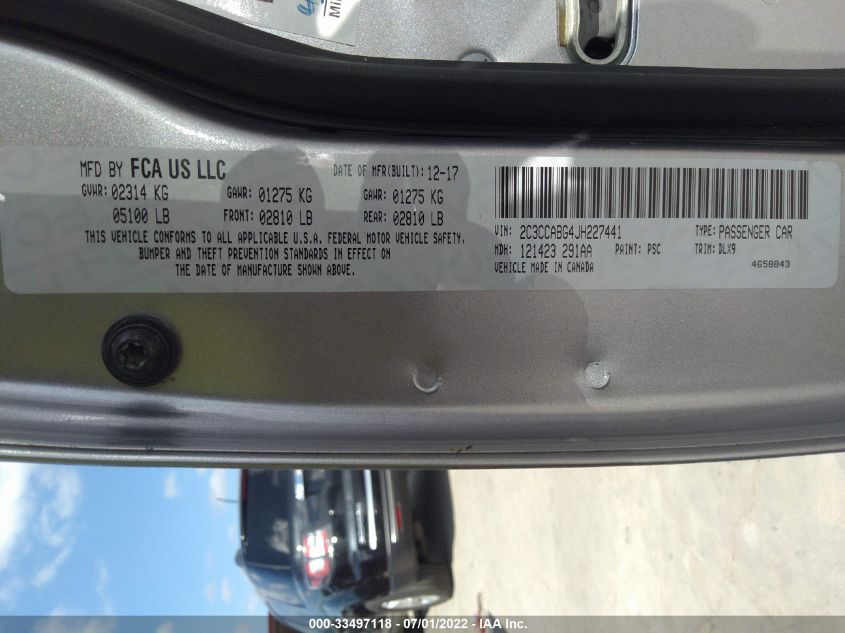 Mi
MFD BY FCA US LLC DATE OF MFR(BUILT): 12-17
GVWR: 02314 KG GAWR: 01275 KG GAWR: 01275 KG
05100 LB FRONT: 02810 LB REAR: 02810 LB
THIS VEHICLE CONFORMS TO ALL APPLICABLE U.S.A. FEDERAL MOTOR VEHICLE SAFETY,
BUMPER AND THEFT PREVENTION STANDARDS IN EFFECT ON
THE DATE OF MANUFACTURE SHOWN ABOVE.
VIN: 2C3CCABG4JH227441 TYPE: PASSENGER CAR
MDH: 121423 291AA PAINT: PSC TRIM: DLX9
VEHICLE MADE IN CANADA 4658843
000-33497118 - 07/01/2022 - IAA Inc.